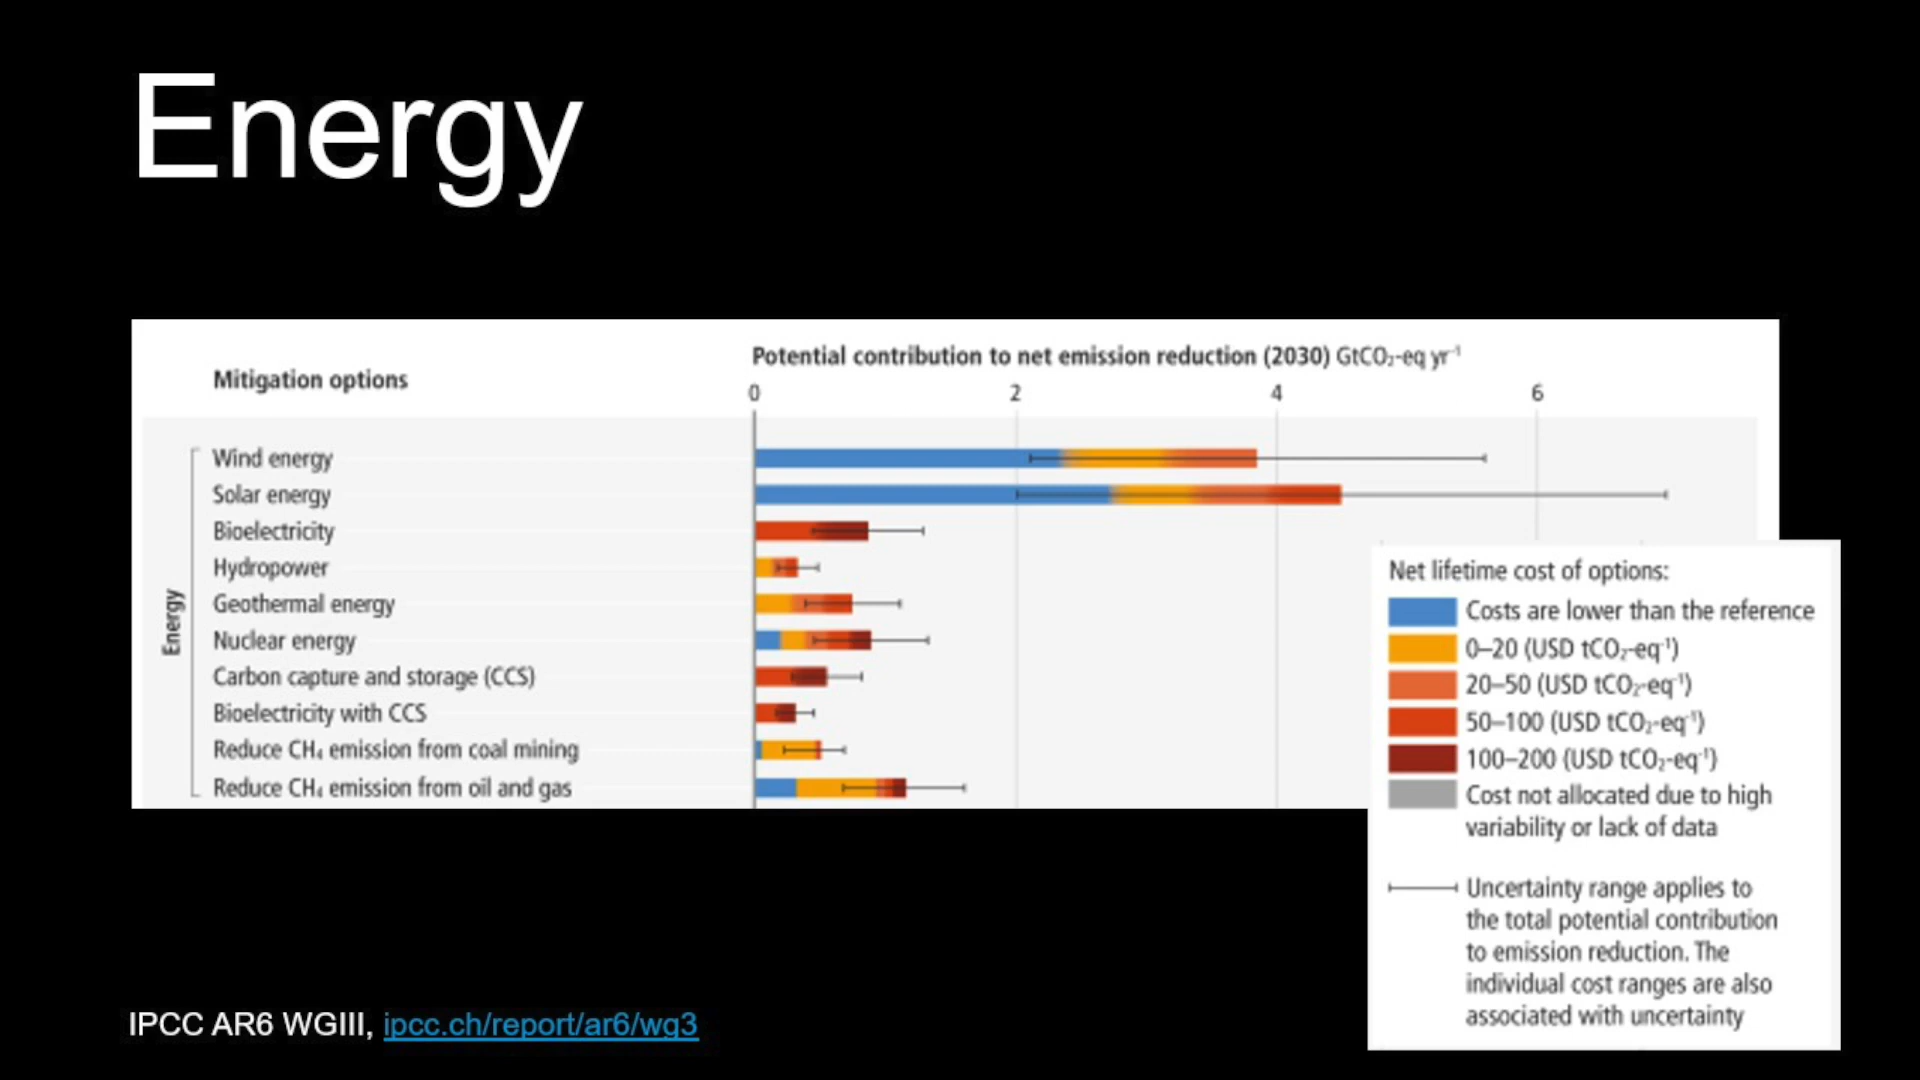 Energy
Potential contribution to net emission reduction (2030) GtCO₂-eq yr⁻¹
Mitigation options
0 2 4 6
Energy
Wind energy
Solar energy
Bioelectricity
Hydropower
Geothermal energy
Nuclear energy
Carbon capture and storage (CCS)
Bioelectricity with CCS
Reduce CH₄ emission from coal mining
Reduce CH₄ emission from oil and gas
Net lifetime cost of options:
Costs are lower than the reference
0–20 (USD tCO₂-eq⁻¹)
20–50 (USD tCO₂-eq⁻¹)
50–100 (USD tCO₂-eq⁻¹)
100–200 (USD tCO₂-eq⁻¹)
Cost not allocated due to high
variability or lack of data
Uncertainty range applies to
the total potential contribution
to emission reduction. The
individual cost ranges are also
associated with uncertainty
IPCC AR6 WGIII, ipcc.ch/report/ar6/wg3